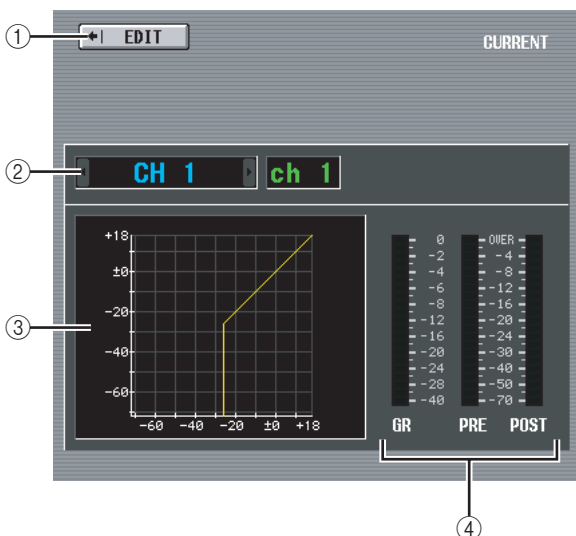 ① EDIT
CURRENT
② CH 1 ch 1
③
+18
±0
-20
-40
-60
-60 -40 -20 ±0 +18
0 OVER
-2 -4
-4 -8
-6 -12
-8 -16
-12 -20
-16 -24
-20 -30
-24 -40
-28 -50
-40 -70
GR PRE POST
④